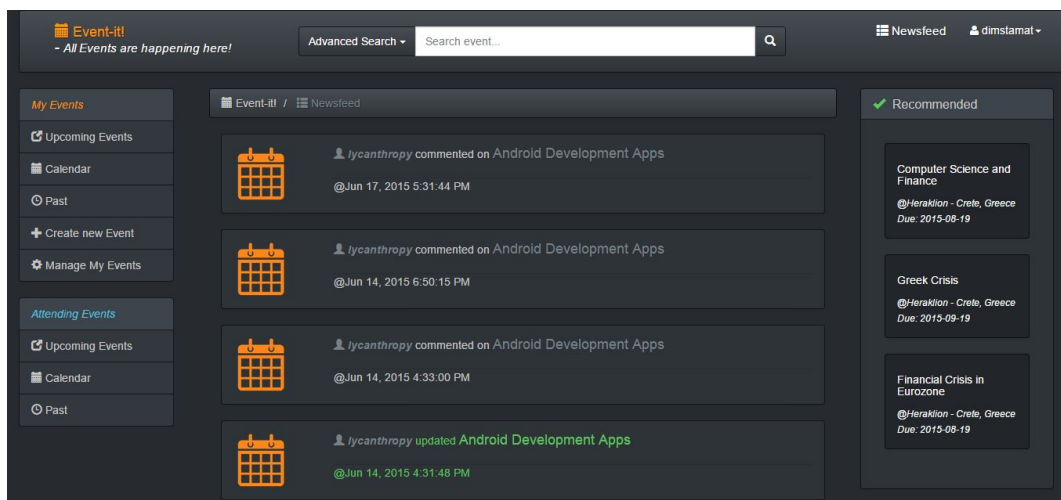 Event-it!
- All Events are happening here!
Advanced Search
Search event...
Newsfeed
dimstamat
My Events
Upcoming Events
Calendar
Past
Create new Event
Manage My Events
Attending Events
Upcoming Events
Calendar
Past
Event-it! / Newsfeed
lycanthropy commented on Android Development Apps
@Jun 17, 2015 5:31:44 PM
lycanthropy commented on Android Development Apps
@Jun 14, 2015 6:50:15 PM
lycanthropy commented on Android Development Apps
@Jun 14, 2015 4:33:00 PM
lycanthropy updated Android Development Apps
@Jun 14, 2015 4:31:48 PM
Recommended
Computer Science and
Finance
@Heraklion - Crete, Greece
Due: 2015-08-19
Greek Crisis
@Heraklion - Crete, Greece
Due: 2015-09-19
Financial Crisis in
Eurozone
@Heraklion - Crete, Greece
Due: 2015-08-19